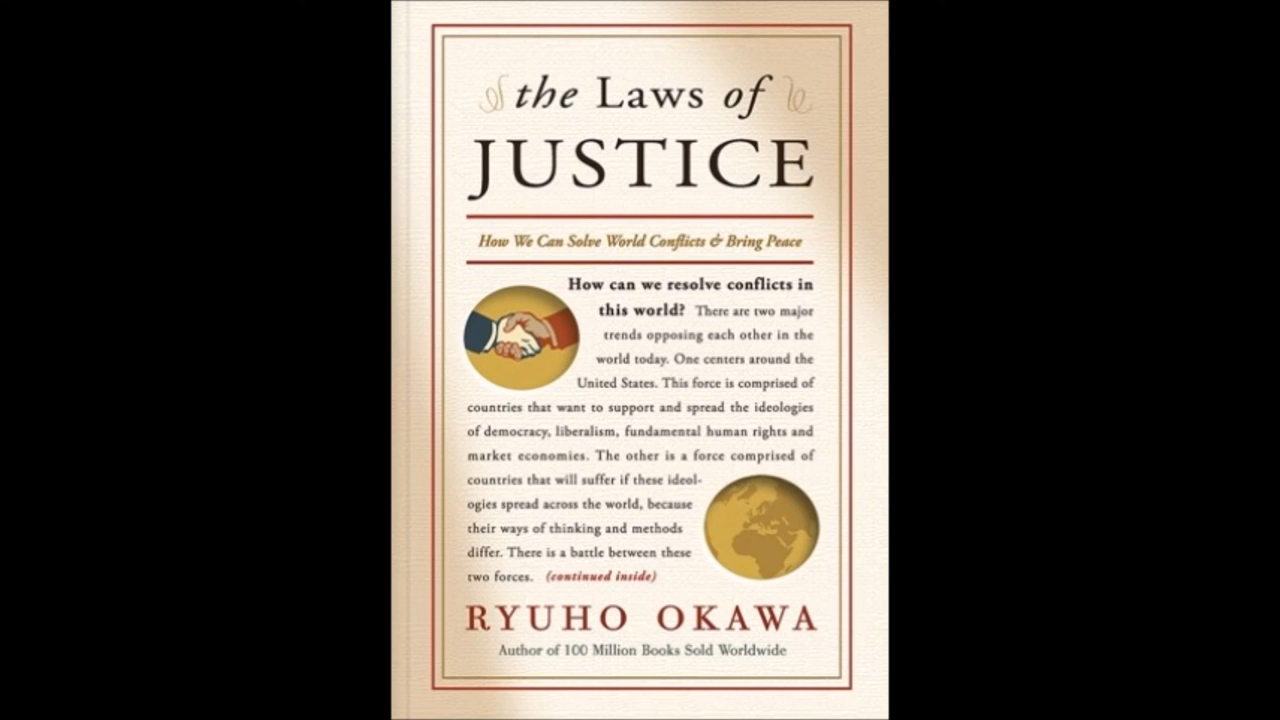 the Laws of
JUSTICE
How We Can Solve World Conflicts & Bring Peace
How can we resolve conflicts in
this world? There are two major
trends opposing each other in the
world today. One centers around the
United States. This force is comprised of
countries that want to support and spread the ideologies
of democracy, liberalism, fundamental human rights and
market economies. The other is a force comprised of
countries that will suffer if these ideol-
ogies spread across the world, because
their ways of thinking and methods
differ. There is a battle between these
two forces. (continued inside)
RYUHO OKAWA
Author of 100 Million Books Sold Worldwide